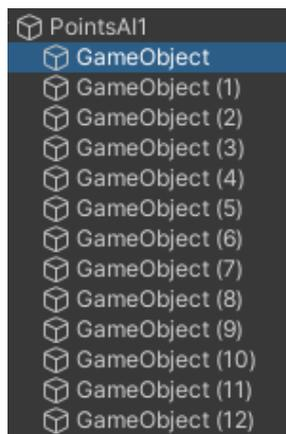 PointsAI1
GameObject
GameObject (1)
GameObject (2)
GameObject (3)
GameObject (4)
GameObject (5)
GameObject (6)
GameObject (7)
GameObject (8)
GameObject (9)
GameObject (10)
GameObject (11)
GameObject (12)